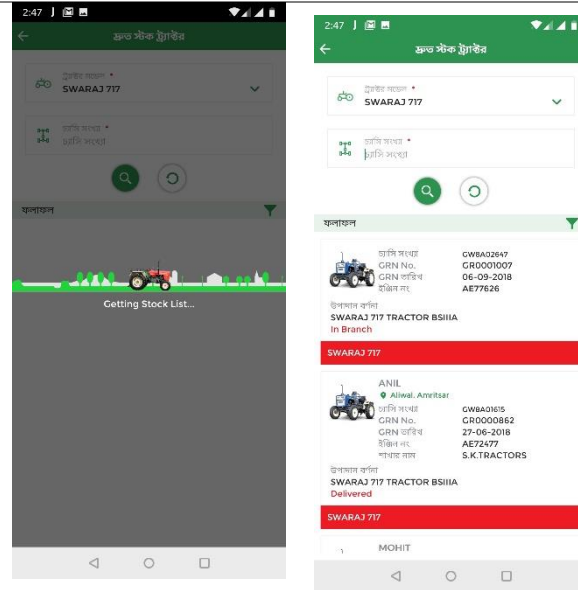 2:47
দ্রুত স্টক ট্র্যাক্টর
ট্রাক্টর মডেল *
SWARAJ 717
চ্যাসি সংখ্যা *
চ্যাসি সংখ্যা
ফলাফল
Getting Stock List...
2:47
দ্রুত স্টক ট্র্যাক্টর
ট্রাক্টর মডেল *
SWARAJ 717
চ্যাসি সংখ্যা *
চ্যাসি সংখ্যা
ফলাফল
চ্যাসি সংখ্যা GWBA02647
GRN No. GR0001007
GRN তারিখ 06-09-2018
ইঞ্জিন নং AE77626
উপাদান বর্ণনা
SWARAJ 717 TRACTOR BSIIIA
In Branch
SWARAJ 717
ANIL
Aliwal, Amritsar
চ্যাসি সংখ্যা GWBA01615
GRN No. GR0000862
GRN তারিখ 27-06-2018
ইঞ্জিন নং AE72477
শাখার নাম S.K.TRACTORS
উপাদান বর্ণনা
SWARAJ 717 TRACTOR BSIIIA
Delivered
SWARAJ 717
MOHIT